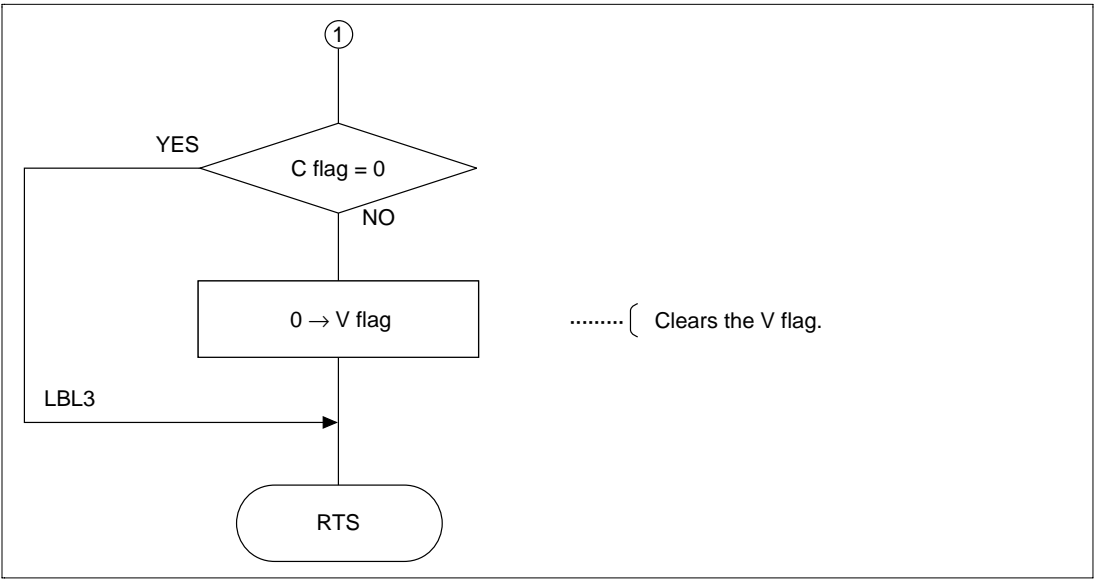 1
YES
C flag = 0
NO
0 → V flag
......... Clears the V flag.
LBL3
RTS